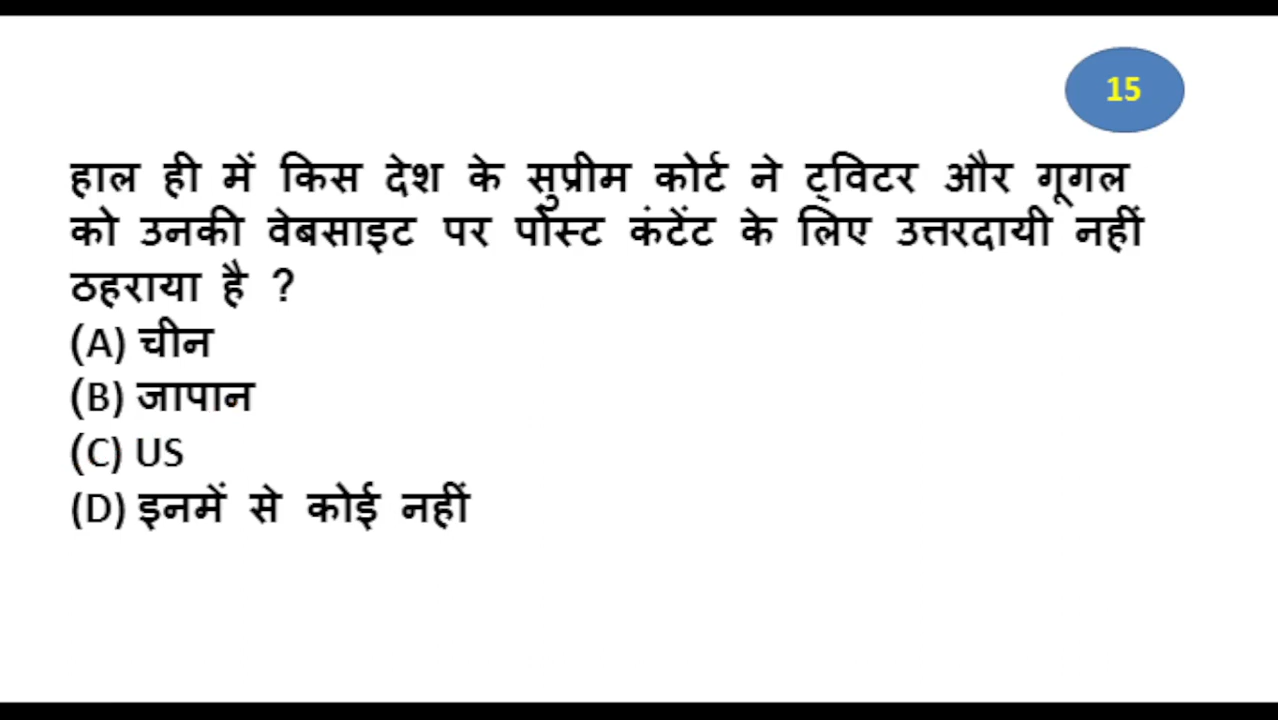 15
हाल ही में किस देश के सुप्रीम कोर्ट ने ट्विटर और गूगल
को उनकी वेबसाइट पर पोस्ट कंटेंट के लिए उत्तरदायी नहीं
ठहराया है ?
(A) चीन
(B) जापान
(C) US
(D) इनमें से कोई नहीं